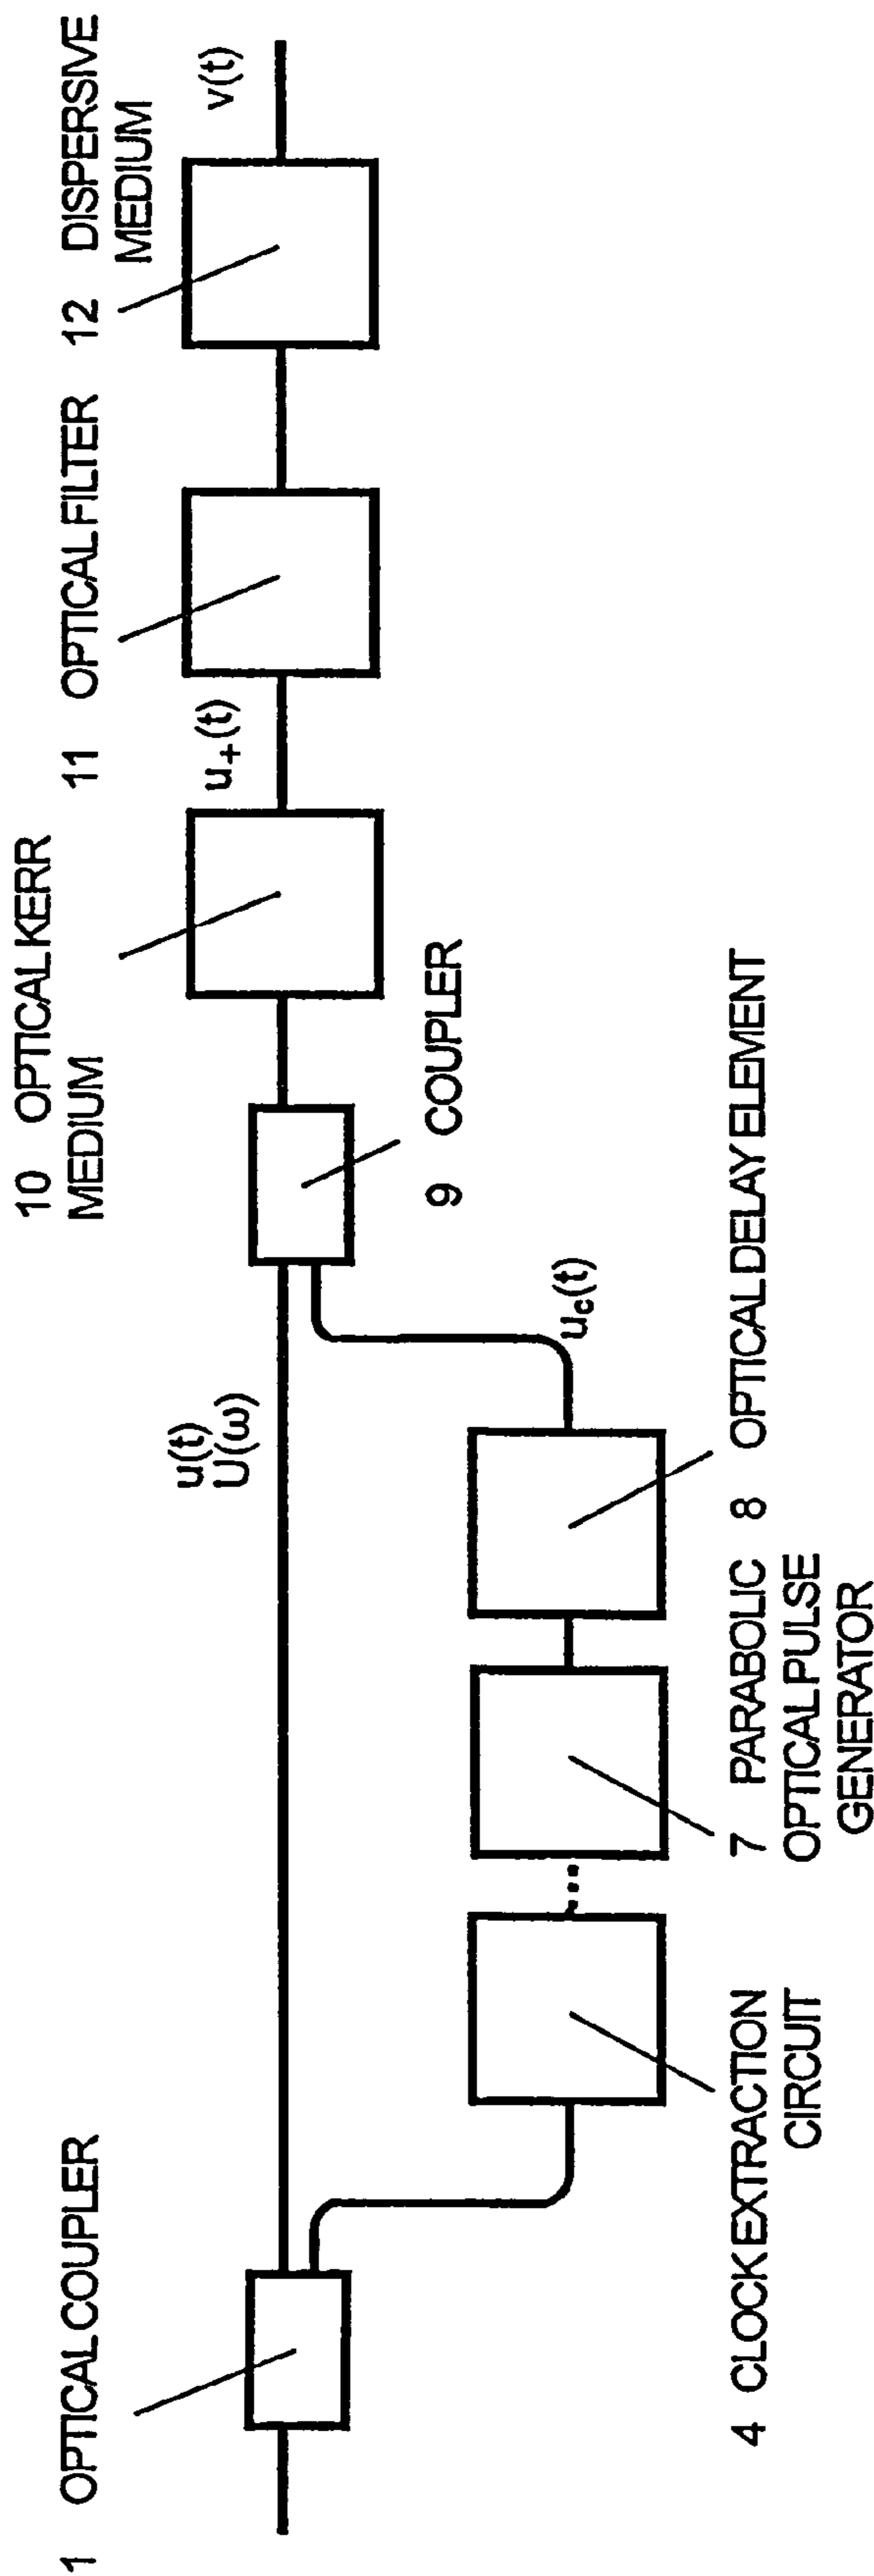 1 OPTICAL COUPLER
10 OPTICAL KERR
MEDIUM
11 OPTICAL FILTER
12 DISPERSIVE
MEDIUM
u(t)
U(ω)
u+(t)
v(t)
9 COUPLER
uc(t)
4 CLOCK EXTRACTION
CIRCUIT
7 PARABOLIC
OPTICAL PULSE
GENERATOR
8 OPTICAL DELAY ELEMENT